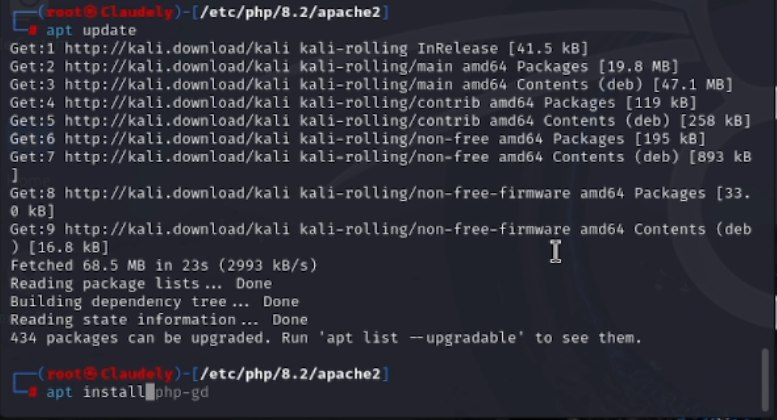 ┌──(root㉿Claudely)-[/etc/php/8.2/apache2]
└─# apt update
Get:1 http://kali.download/kali kali-rolling InRelease [41.5 kB]
Get:2 http://kali.download/kali kali-rolling/main amd64 Packages [19.8 MB]
Get:3 http://kali.download/kali kali-rolling/main amd64 Contents (deb) [47.1 MB]
Get:4 http://kali.download/kali kali-rolling/contrib amd64 Packages [119 kB]
Get:5 http://kali.download/kali kali-rolling/contrib amd64 Contents (deb) [258 kB]
Get:6 http://kali.download/kali kali-rolling/non-free amd64 Packages [195 kB]
Get:7 http://kali.download/kali kali-rolling/non-free amd64 Contents (deb) [893 kB
]
Get:8 http://kali.download/kali kali-rolling/non-free-firmware amd64 Packages [33.
0 kB]
Get:9 http://kali.download/kali kali-rolling/non-free-firmware amd64 Contents (deb
) [16.8 kB]
Fetched 68.5 MB in 23s (2993 kB/s)
Reading package lists... Done
Building dependency tree... Done
Reading state information... Done
434 packages can be upgraded. Run 'apt list --upgradable' to see them.
┌──(root㉿Claudely)-[/etc/php/8.2/apache2]
└─# apt install php-gd